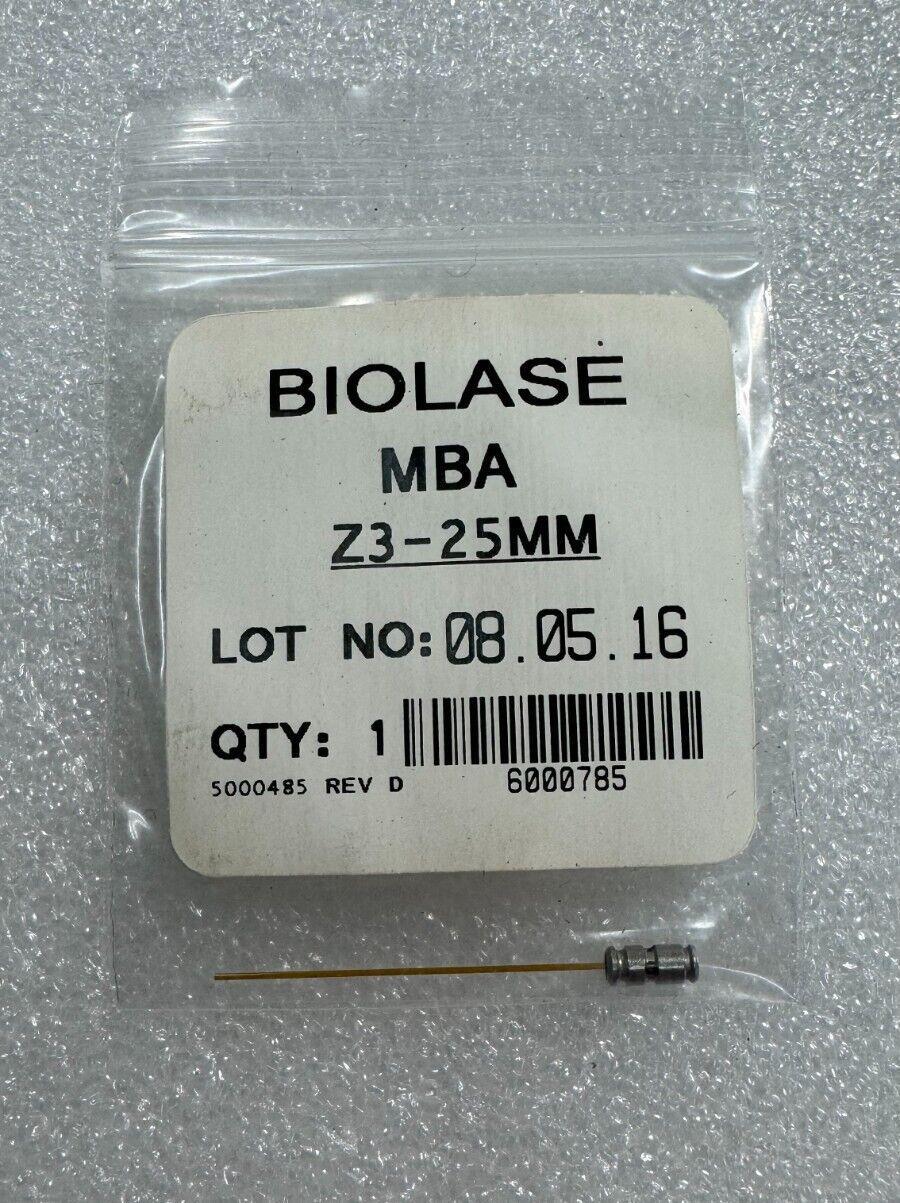 BIOLASE
MBA
Z3-25MM
LOT NO: 08.05.16
QTY: 1
5000485 REV D 6000785